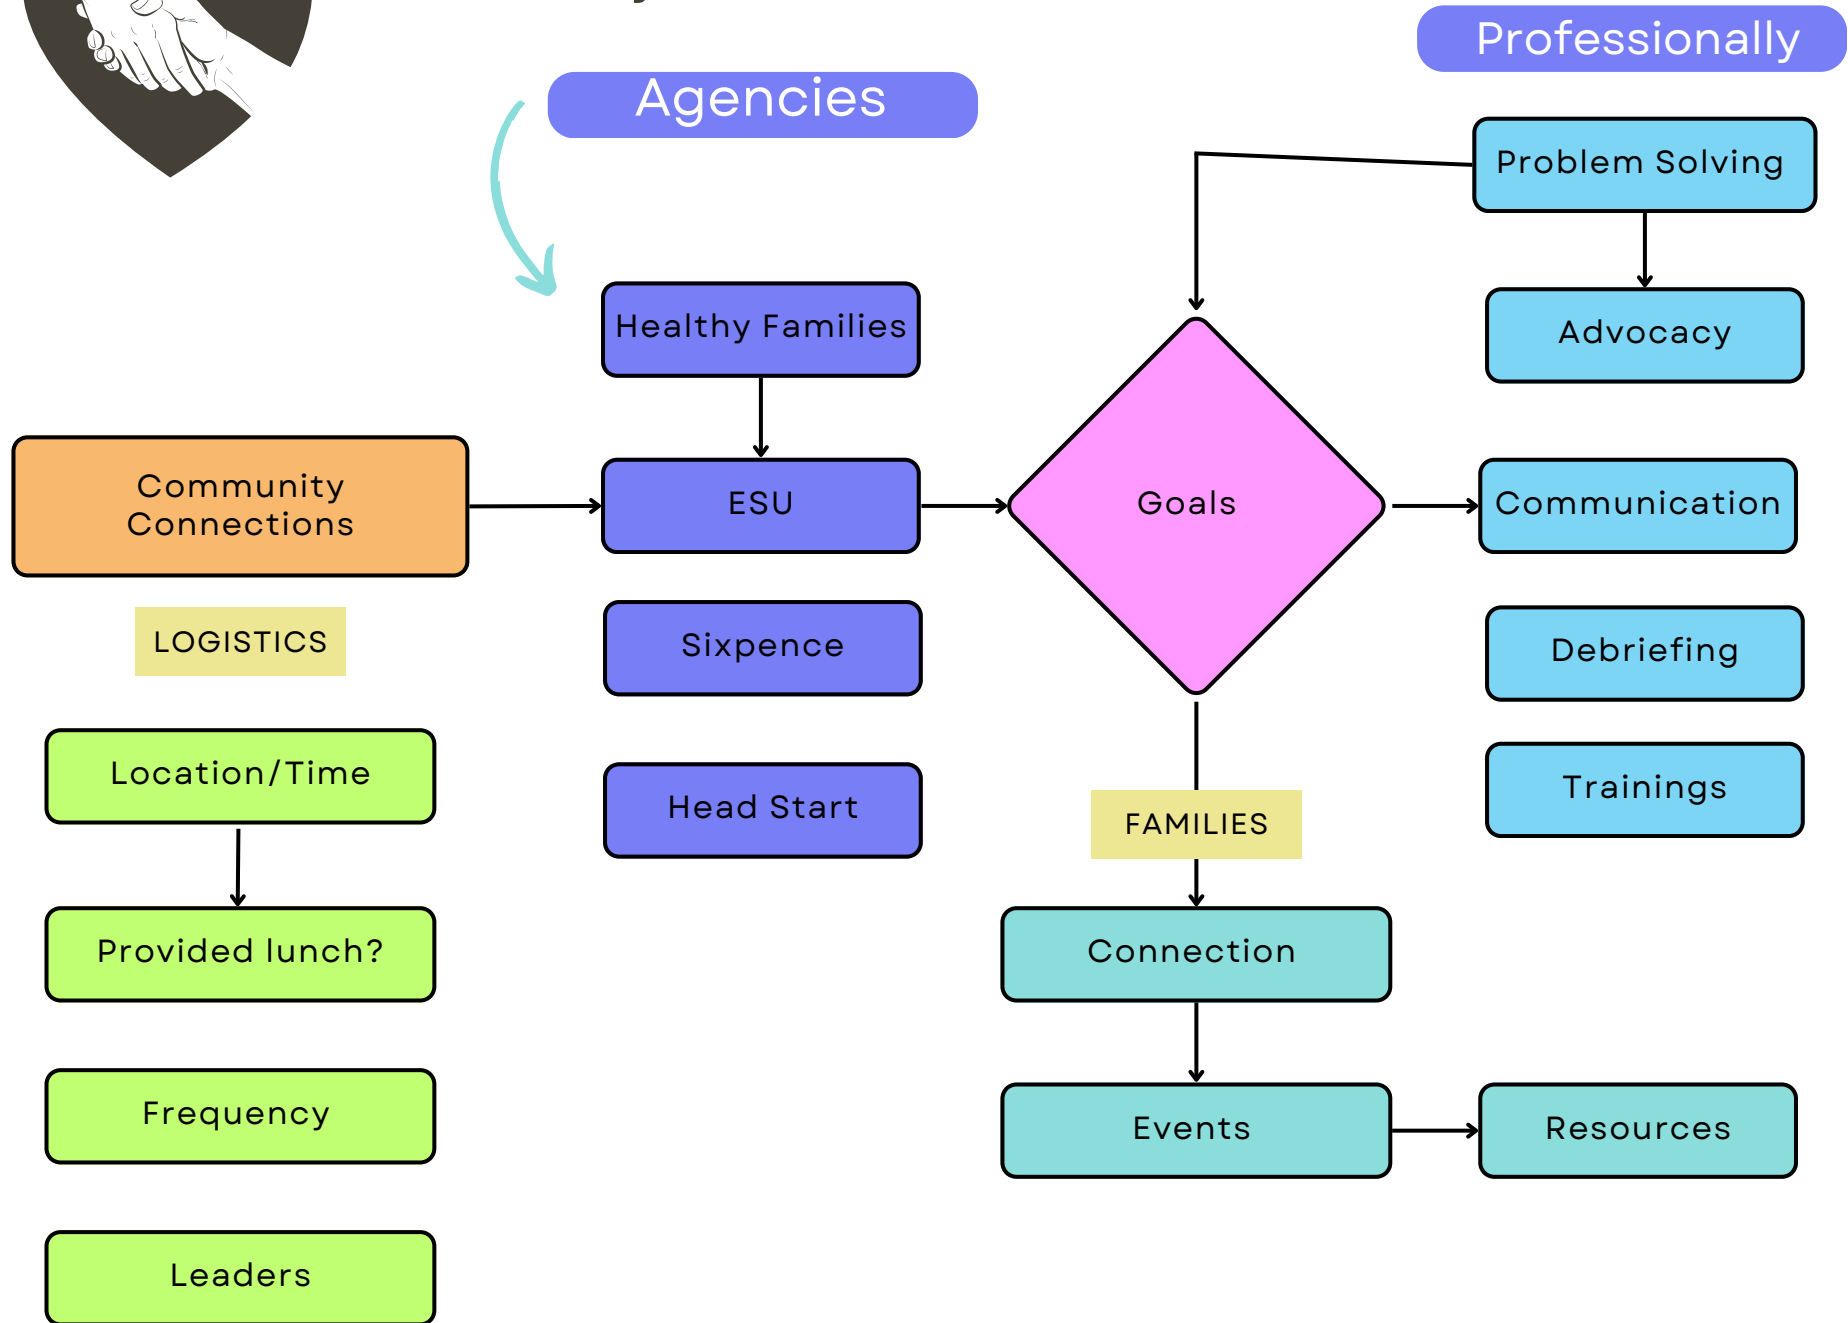 Professionally
Agencies
Problem Solving
Healthy Families
Advocacy
Community
Connections
ESU
Goals
Communication
LOGISTICS
Sixpence
Debriefing
Location/Time
Head Start
Trainings
FAMILIES
Provided lunch?
Connection
Frequency
Events
Resources
Leaders